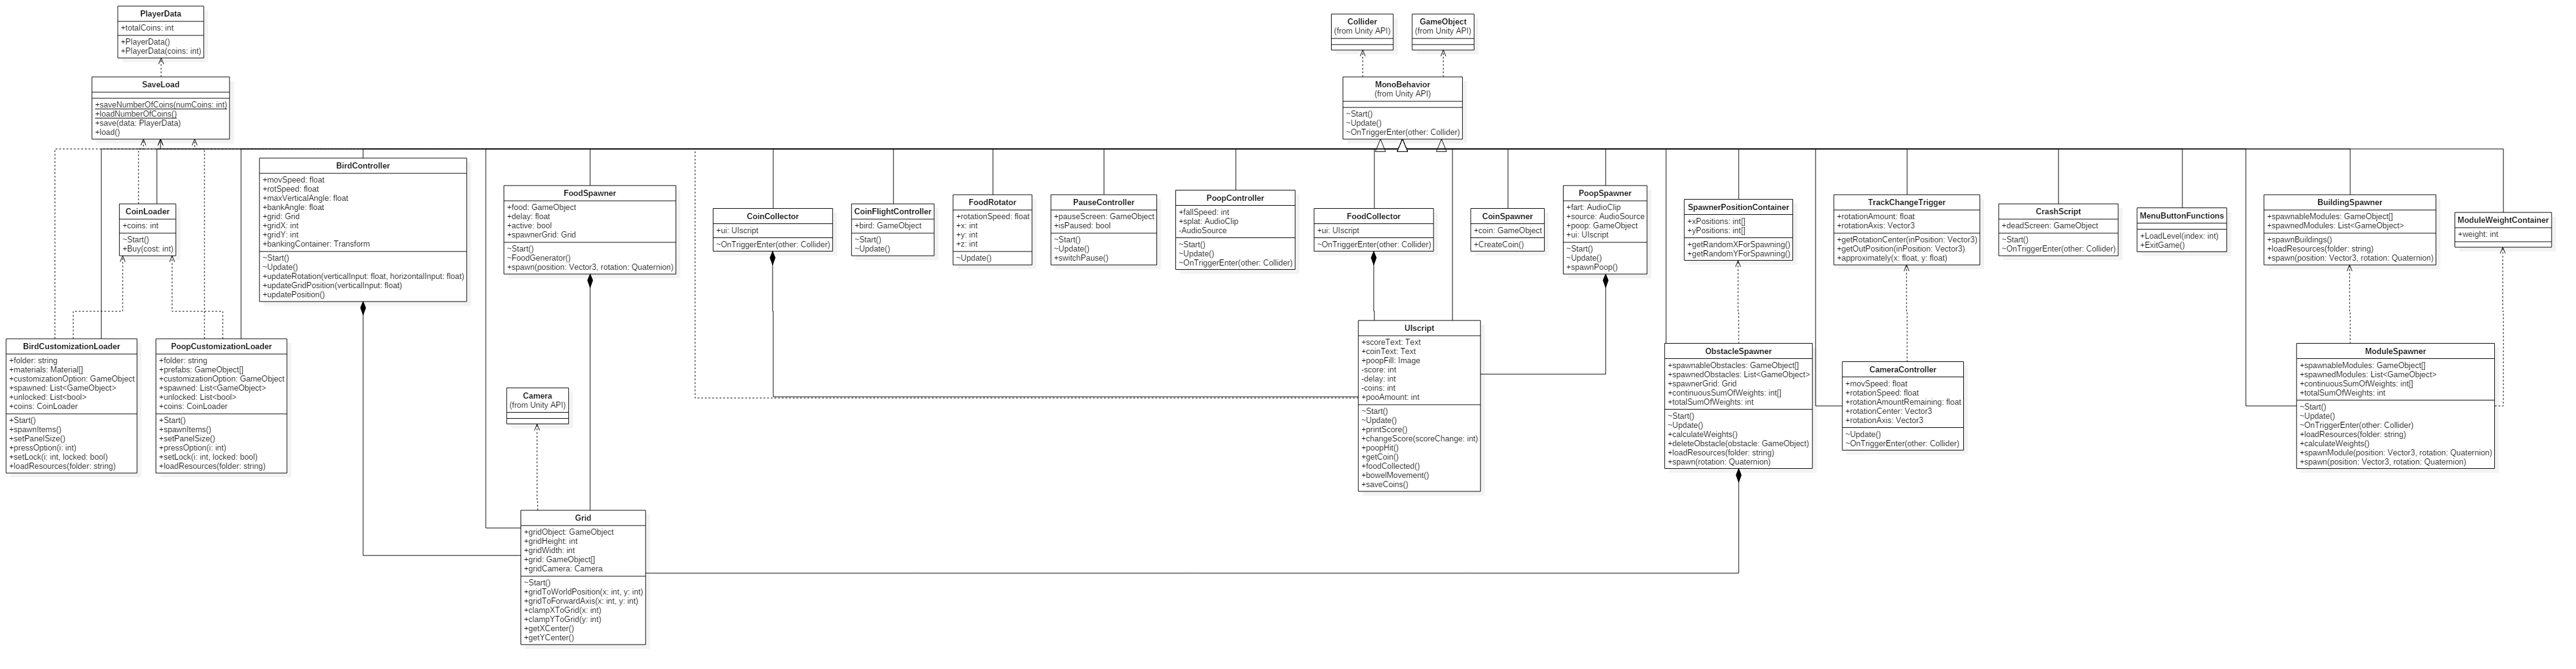 PlayerData
+totalCoins: int
+PlayerData()
+PlayerData(coins: int)
SaveLoad
+saveNumberOfCoins(numCoins: int)
+loadNumberOfCoins()
+save(data: PlayerData)
+load()
Collider
(from Unity API)
GameObject
(from Unity API)
MonoBehavior
(from Unity API)
~Start()
~Update()
~OnTriggerEnter(other: Collider)
CoinLoader
+coins: int
~Start()
+Buy(cost: int)
BirdController
+movSpeed: float
+rotSpeed: float
+maxVerticalAngle: float
+bankAngle: float
+grid: Grid
+gridX: int
+gridY: int
+bankingContainer: Transform
~Start()
~Update()
+updateRotation(verticalInput: float, horizontalInput: float)
+updateGridPosition(verticalInput: float)
+updatePosition()
FoodSpawner
+food: GameObject
+delay: float
+active: bool
+spawnerGrid: Grid
~Start()
~FoodGenerator()
+spawn(position: Vector3, rotation: Quaternion)
CoinCollector
+ui: UIscript
~OnTriggerEnter(other: Collider)
CoinFlightController
+bird: GameObject
~Start()
~Update()
FoodRotator
+rotationSpeed: float
+x: int
+y: int
+z: int
~Update()
PauseController
+pauseScreen: GameObject
+isPaused: bool
~Start()
~Update()
+switchPause()
PoopController
+fallSpeed: int
+splat: AudioClip
-AudioSource
~Start()
~Update()
~OnTriggerEnter(other: Collider)
FoodCollector
+ui: UIscript
~OnTriggerEnter(other: Collider)
CoinSpawner
+coin: GameObject
+CreateCoin()
PoopSpawner
+fart: AudioClip
+source: AudioSource
+poop: GameObject
+ui: UIscript
~Start()
~Update()
+spawnPoop()
SpawnerPositionContainer
+xPositions: int[]
+yPositions: int[]
+getRandomXForSpawning()
+getRandomYForSpawning()
TrackChangeTrigger
+rotationAmount: float
+rotationAxis: Vector3
+getRotationCenter(inPosition: Vector3)
+getOutPosition(inPosition: Vector3)
+approximately(x: float, y: float)
CrashScript
+deadScreen: GameObject
~Start()
~OnTriggerEnter(other: Collider)
MenuButtonFunctions
+LoadLevel(index: int)
+ExitGame()
BuildingSpawner
+spawnableModules: GameObject[]
+spawnedModules: List<GameObject>
+spawnBuildings()
+loadResources(folder: string)
+spawn(position: Vector3, rotation: Quaternion)
ModuleWeightContainer
+weight: int
BirdCustomizationLoader
+folder: string
+materials: Material[]
+customizationOption: GameObject
+spawned: List<GameObject>
+unlocked: List<bool>
+coins: CoinLoader
+Start()
+spawnItems()
+setPanelSize()
+pressOption(i: int)
+setLock(i: int, locked: bool)
+loadResources(folder: string)
PoopCustomizationLoader
+folder: string
+prefabs: GameObject[]
+customizationOption: GameObject
+spawned: List<GameObject>
+unlocked: List<bool>
+coins: CoinLoader
+Start()
+spawnItems()
+setPanelSize()
+pressOption(i: int)
+setLock(i: int, locked: bool)
+loadResources(folder: string)
Camera
(from Unity API)
Grid
+gridObject: GameObject
+gridHeight: int
+gridWidth: int
+grid: GameObject[]
+gridCamera: Camera
~Start()
+gridToWorldPosition(x: int, y: int)
+gridToForwardAxis(x: int, y: int)
+clampXToGrid(x: int)
+clampYToGrid(y: int)
+getXCenter()
+getYCenter()
UIscript
+scoreText: Text
+coinText: Text
+poopFill: Image
-score: int
-delay: int
-coins: int
+pooAmount: int
~Start()
~Update()
+printScore()
+changeScore(scoreChange: int)
+poopHit()
+getCoin()
+foodCollected()
+bowelMovement()
+saveCoins()
ObstacleSpawner
+spawnableObstacles: GameObject[]
+spawnedObstacles: List<GameObject>
+spawnerGrid: Grid
+continuousSumOfWeights: int[]
+totalSumOfWeights: int
~Start()
~Update()
+calculateWeights()
+deleteObstacle(obstacle: GameObject)
+loadResources(folder: string)
+spawn(rotation: Quaternion)
CameraController
+movSpeed: float
+rotationSpeed: float
+rotationAmountRemaining: float
+rotationCenter: Vector3
+rotationAxis: Vector3
~Update()
~OnTriggerEnter(other: Collider)
ModuleSpawner
+spawnableModules: GameObject[]
+spawnedModules: List<GameObject>
+continuousSumOfWeights: int[]
+totalSumOfWeights: int
~Start()
~Update()
~OnTriggerEnter(other: Collider)
+loadResources(folder: string)
+calculateWeights()
+spawnModule(position: Vector3, rotation: Quaternion)
+spawn(position: Vector3, rotation: Quaternion)